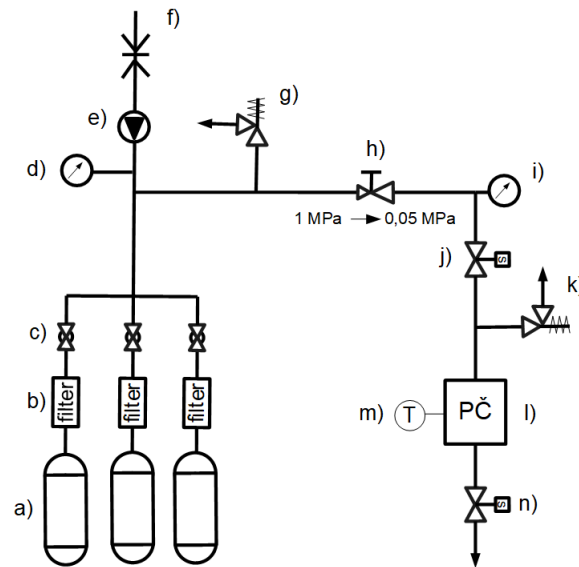 f)
g)
e)
h)
d)
i)
1 MPa → 0,05 MPa
j)
s
k)
c)
b)
filter
filter
filter
m)
T
PČ
l)
a)
s
n)